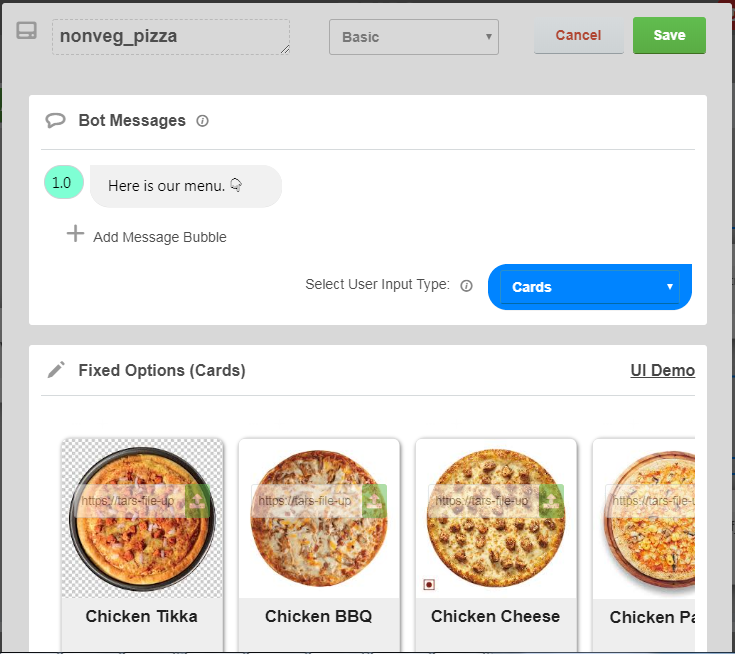 nonveg_pizza
Basic
Cancel
Save
Bot Messages
1.0
Here is our menu.
Add Message Bubble
Select User Input Type:
Cards
Fixed Options (Cards)
UI Demo
https://tars-file-up
https://tars-file-up
https://tars-file-up
https://tars-file-u
Chicken Tikka
Chicken BBQ
Chicken Cheese
Chicken Pa